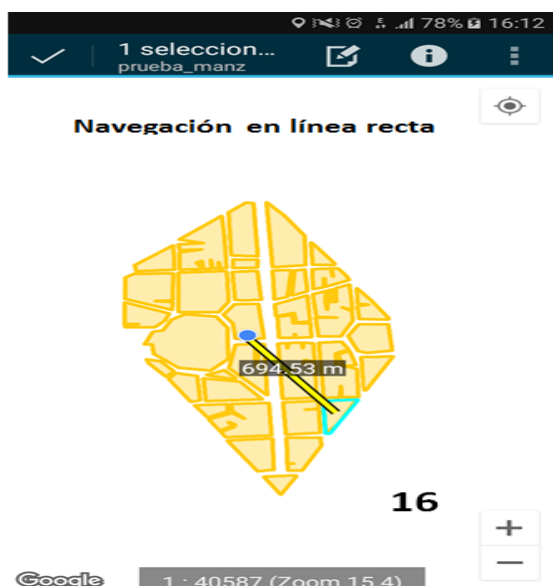 78% 16:12
1 seleccion...
prueba_manz
Navegación en línea recta
694.53 m
16
Google
1 : 40587 (Zoom 15.4)